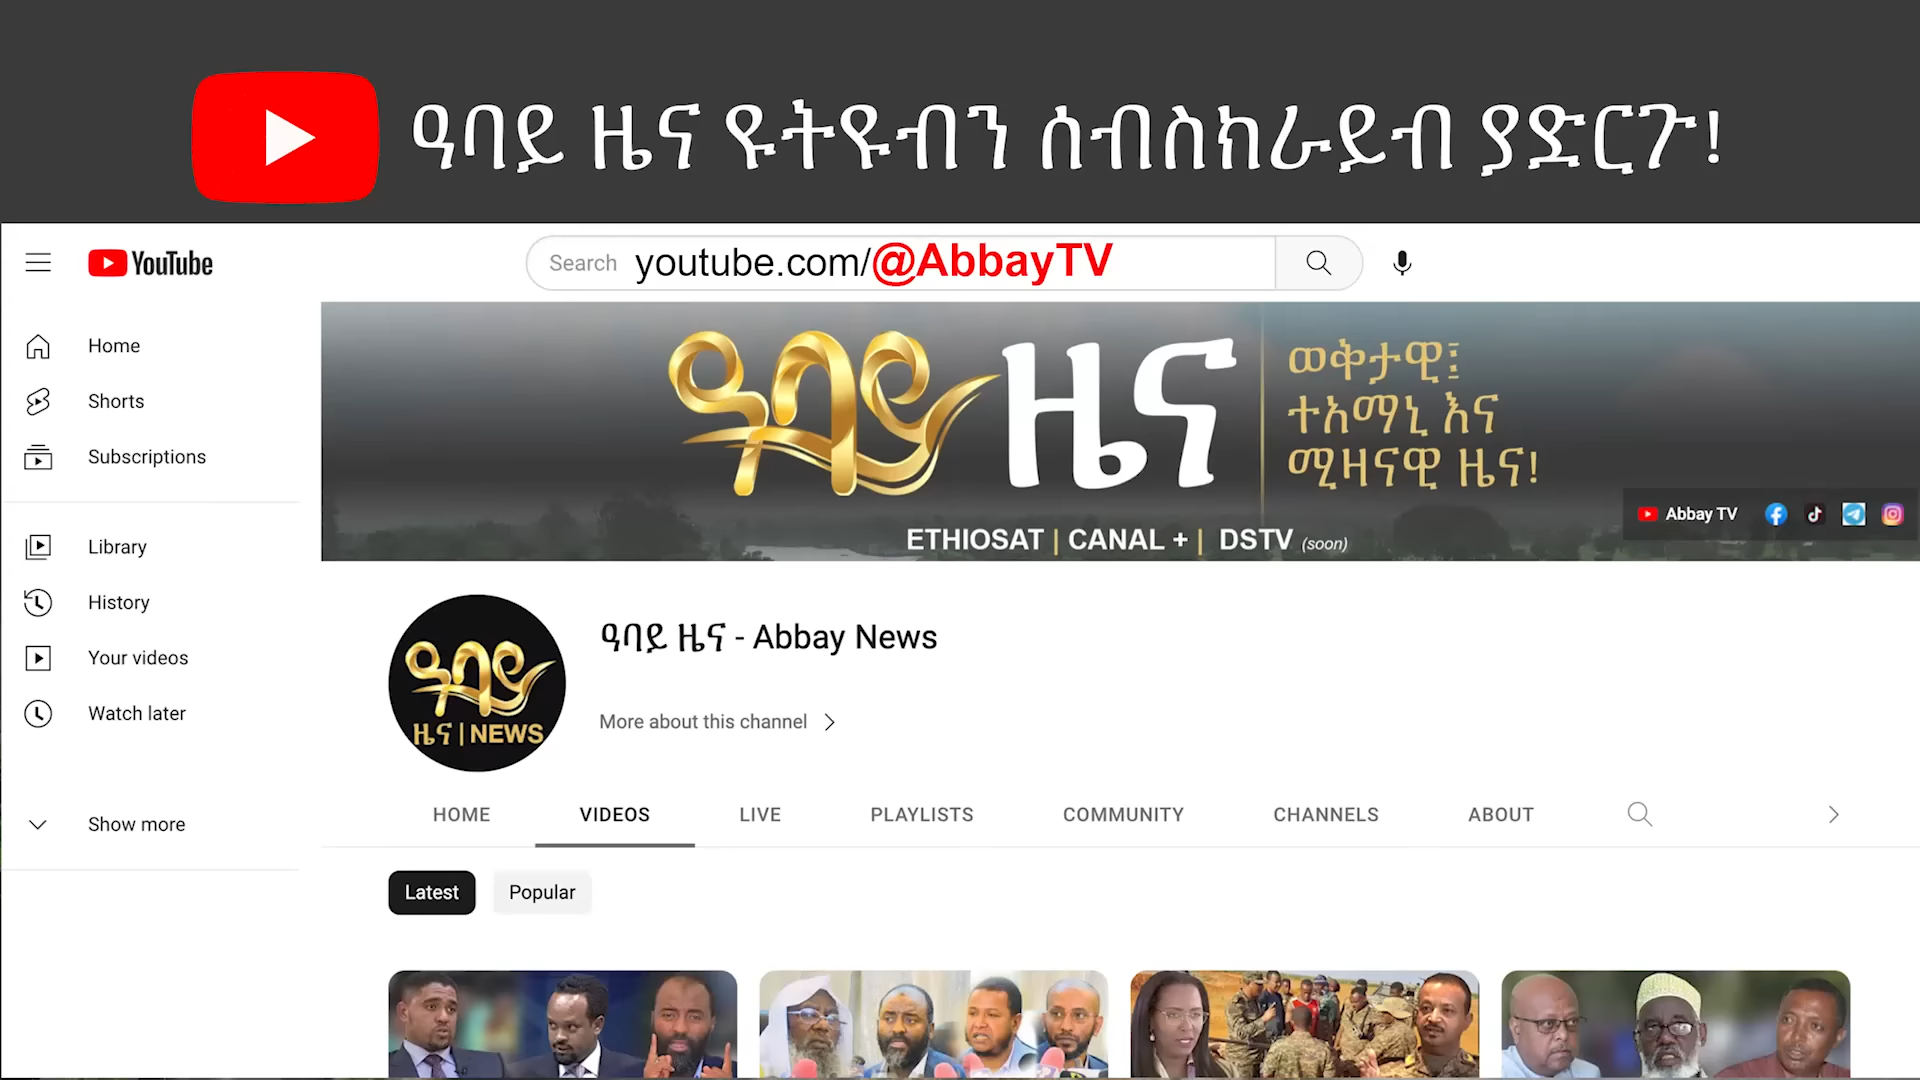 ዓባይ ዜና ዩትዩብን ሰብስክራይብ ያድርጉ!
YouTube
Search youtube.com/@AbbayTV
Home
Shorts
Subscriptions
Library
History
Your videos
Watch later
Show more
ዓባይ ዜና
ወቅታዊ፤
ተአማኒ እና
ሚዛናዊ ዜና!
ETHIOSAT | CANAL + | DSTV (soon)
Abbay TV
ዓባይ
ዜና | NEWS
ዓባይ ዜና - Abbay News
More about this channel
HOME VIDEOS LIVE PLAYLISTS COMMUNITY CHANNELS ABOUT
Latest Popular